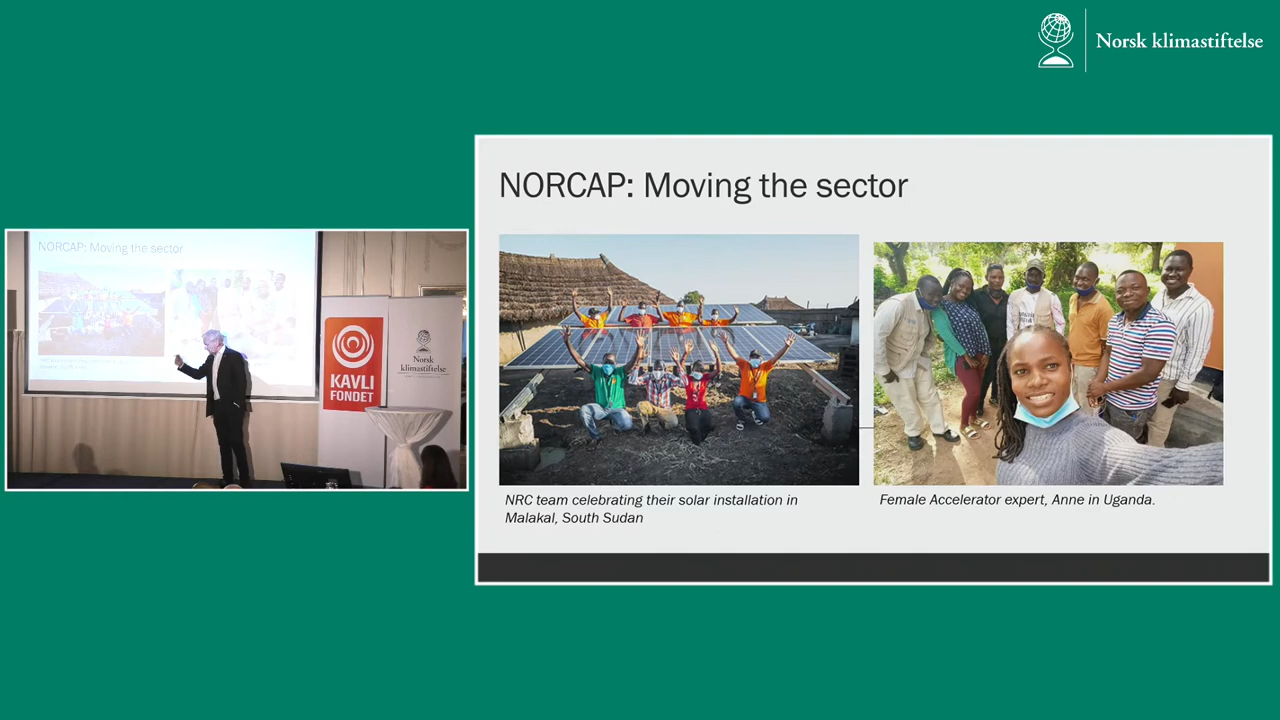 Norsk klimastiftelse
NORCAP: Moving the sector
NRC team celebrating their solar installation in
Malakal, South Sudan
Female Accelerator expert, Anne in Uganda.
NORCAP: Moving the sector
KAVLI
FONDET
Norsk
klimastiftelse